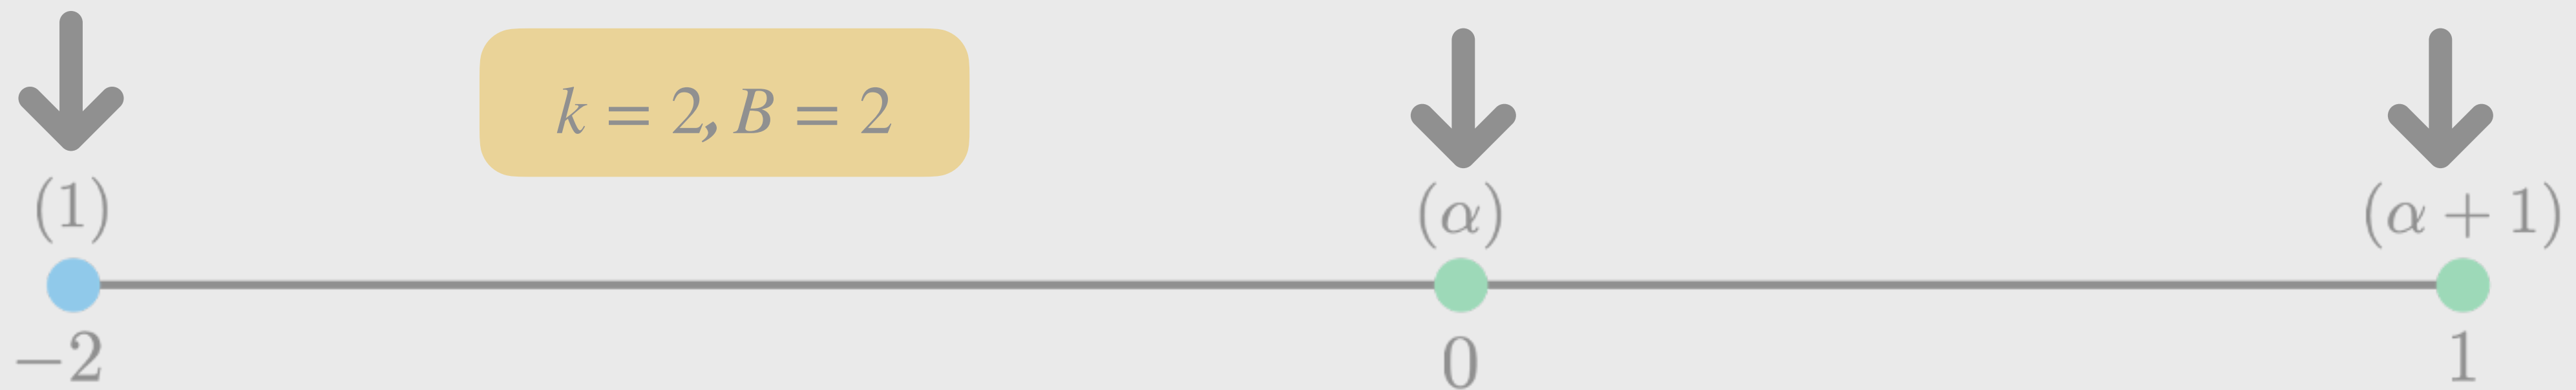 k = 2, B = 2
(1)
(α)
(α + 1)
−2
0
1